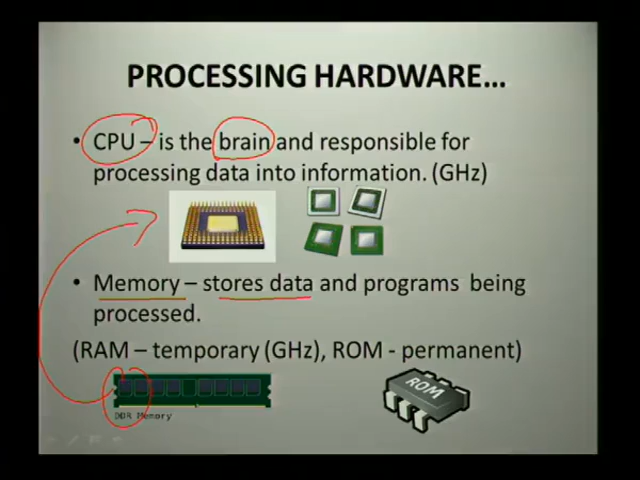 PROCESSING HARDWARE...
• CPU – is the brain and responsible for
processing data into information. (GHz)
• Memory – stores data and programs being
processed.
(RAM – temporary (GHz), ROM - permanent)
ROM
DDR Memory